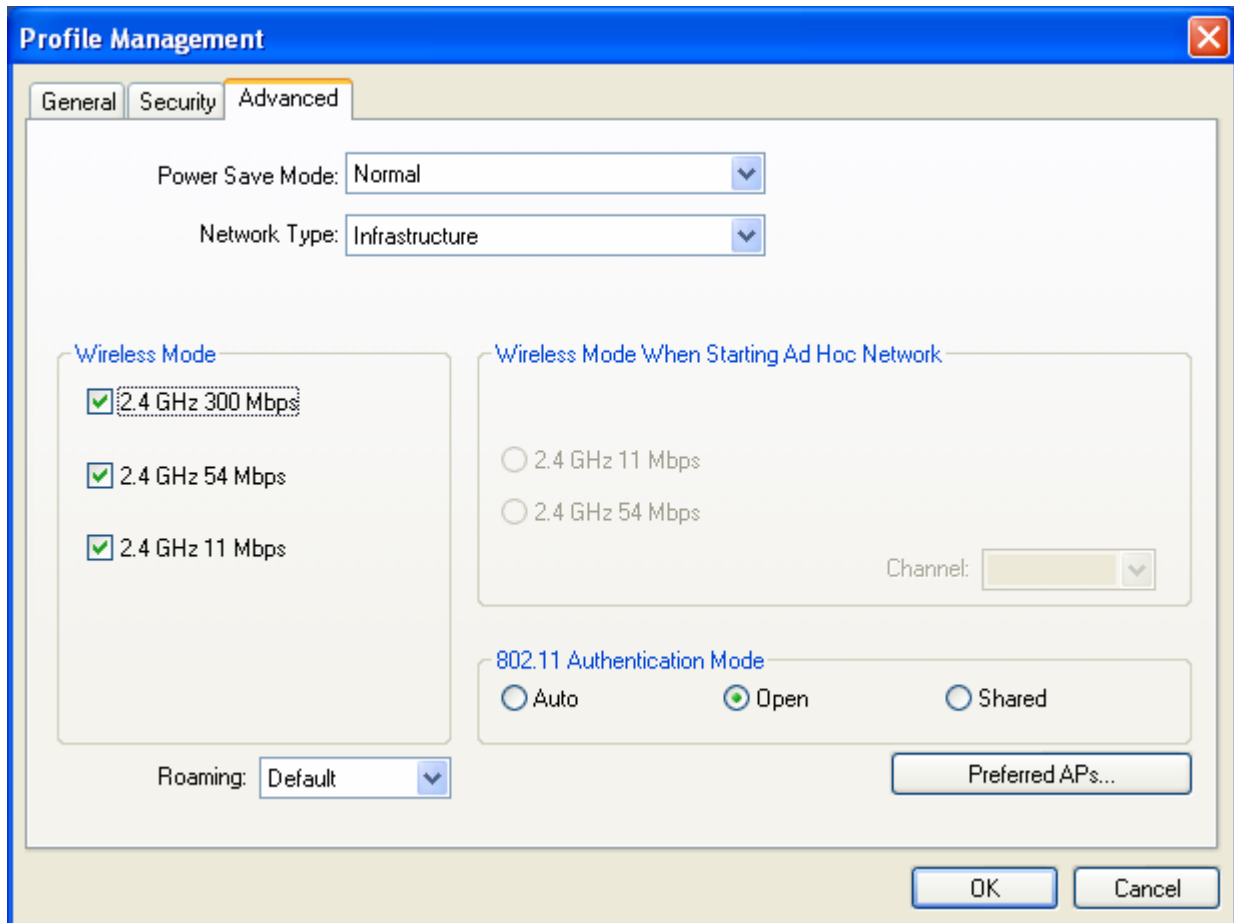 Profile Management
General Security Advanced
Power Save Mode: Normal
Network Type: Infrastructure
Wireless Mode
2.4 GHz 300 Mbps
2.4 GHz 54 Mbps
2.4 GHz 11 Mbps
Wireless Mode When Starting Ad Hoc Network
2.4 GHz 11 Mbps
2.4 GHz 54 Mbps
Channel:
802.11 Authentication Mode
Auto Open Shared
Roaming: Default
Preferred APs...
OK Cancel